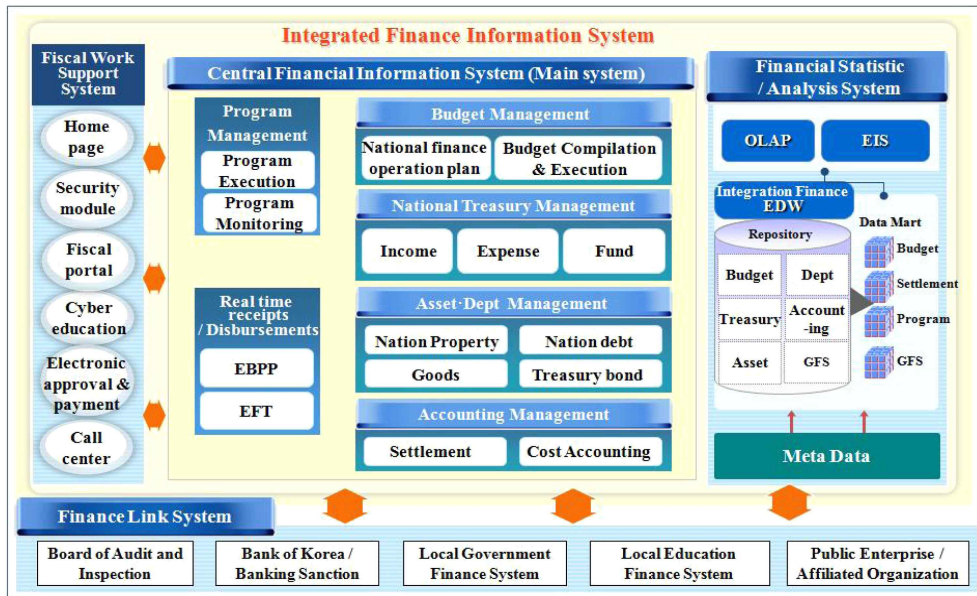 Integrated Finance Information System
Fiscal Work
Support
System
Home
page
Security
module
Fiscal
portal
Cyber
education
Electronic
approval &
payment
Call
center
Central Financial Information System (Main system)
Program
Management
Program
Execution
Program
Monitoring
Real time
receipts
/ Disbursements
EBPP
EFT
Budget Management
National finance
operation plan
Budget Compilation
& Execution
National Treasury Management
Income
Expense
Fund
Asset·Dept Management
Nation Property
Nation debt
Goods
Treasury bond
Accounting Management
Settlement
Cost Accounting
Financial Statistic
/ Analysis System
OLAP
EIS
Integration Finance
EDW
Repository
Budget
Dept
Treasury
Account
-ing
Asset
GFS
Data Mart
Budget
Settlement
Program
GFS
Meta Data
Finance Link System
Board of Audit and
Inspection
Bank of Korea /
Banking Sanction
Local Government
Finance System
Local Education
Finance System
Public Enterprise /
Affiliated Organization